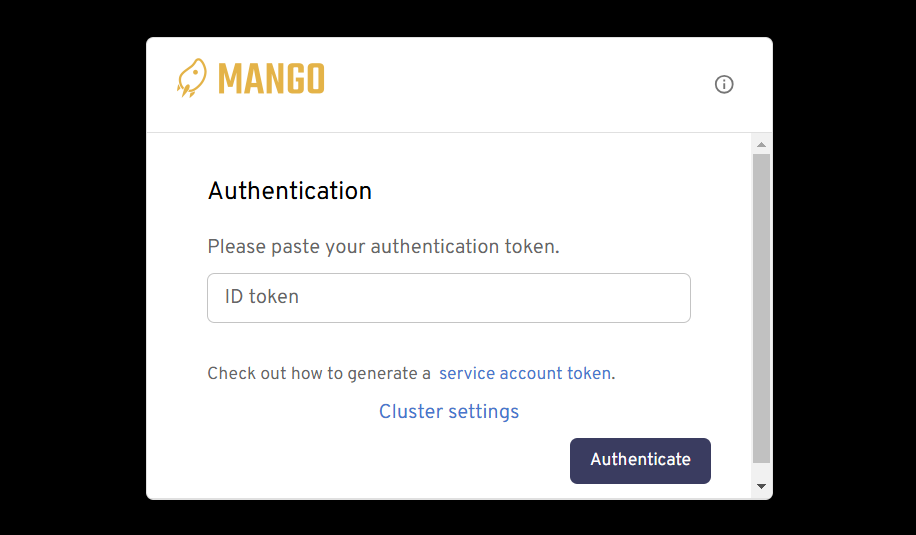 MANGO
Authentication
Please paste your authentication token.
ID token
Check out how to generate a service account token.
Cluster settings
Authenticate